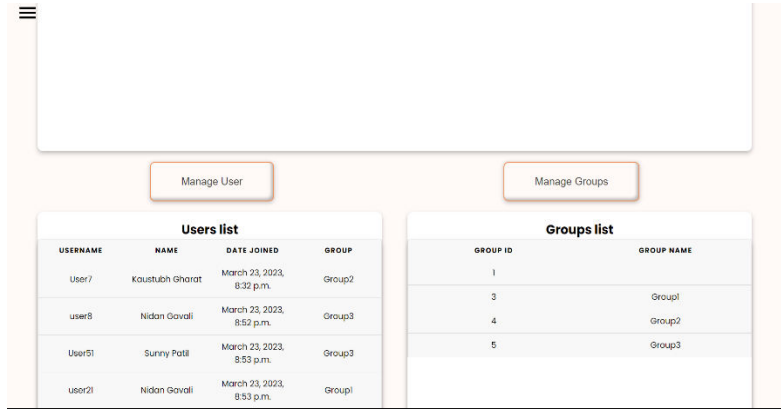 Manage User
Manage Groups
Users list
USERNAME NAME DATE JOINED GROUP
User7 Kaustubh Gharat March 23, 2023, 8:32 p.m. Group2
user8 Nidan Gavali March 23, 2023, 8:52 p.m. Group3
User51 Sunny Patil March 23, 2023, 8:53 p.m. Group3
user21 Nidan Gavali March 23, 2023, 8:53 p.m. Group1
Groups list
GROUP ID GROUP NAME
1
3 Group1
4 Group2
5 Group3